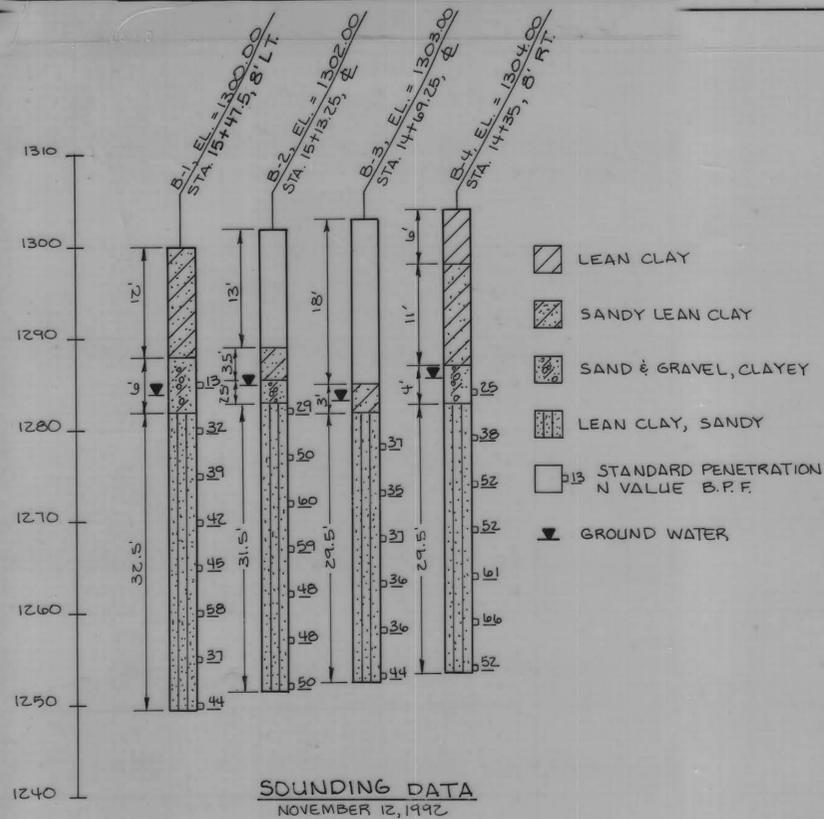 B-1, EL. = 1300.00
STA. 15+47.5, 8' LT.
B-2, EL. = 1302.00
STA. 15+13.25, ℄
B-3, EL. = 1303.00
STA. 14+69.25, ℄
B-4, EL. = 1304.00
STA. 14+35, 8' RT.
1310
1300
1290
1280
1270
1260
1250
1240
12'
6'
32.5'
13
32
39
42
45
58
37
44
13'
3.5'
2.5'
31.5'
29
50
60
59
48
48
50
18'
3'
29.5'
37
35
37
36
36
44
6'
11'
4'
29.5'
25
38
52
52
61
66
52
LEAN CLAY
SANDY LEAN CLAY
SAND & GRAVEL, CLAYEY
LEAN CLAY, SANDY
13 STANDARD PENETRATION
N VALUE B.P.F.
GROUND WATER
SOUNDING DATA
NOVEMBER 12, 1992